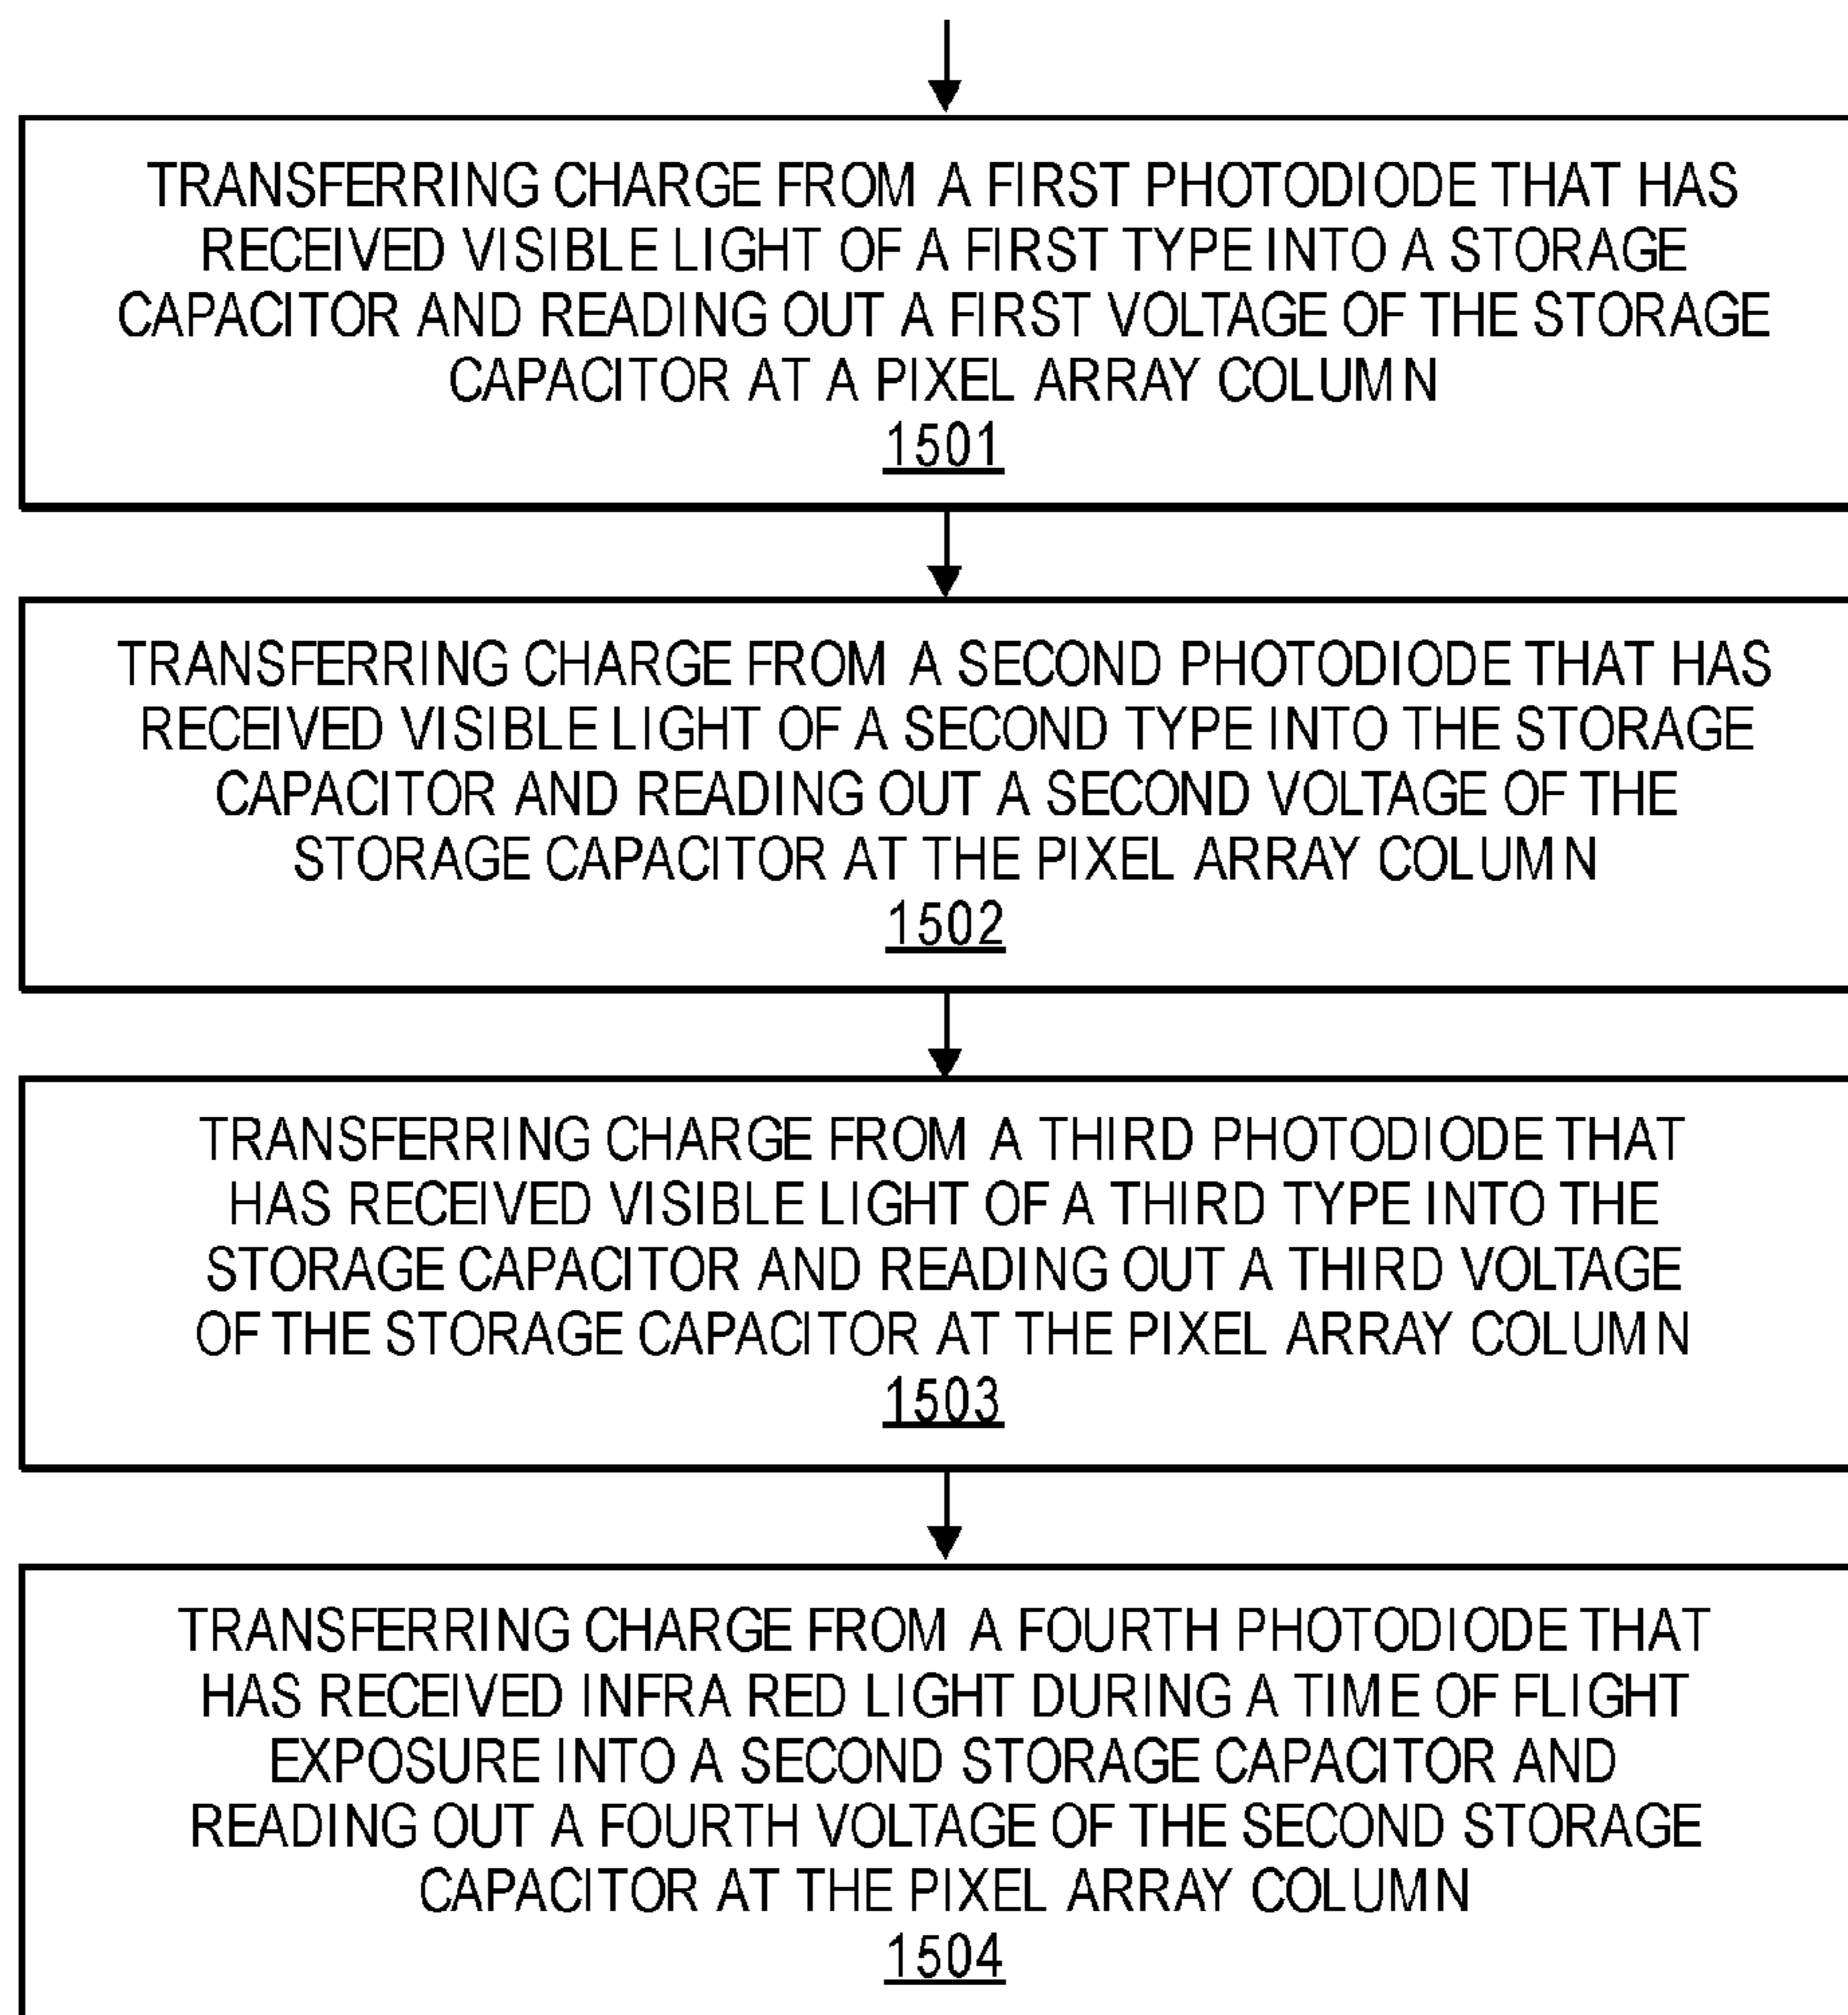 TRANSFERRING CHARGE FROM A FIRST PHOTODIODE THAT HAS
RECEIVED VISIBLE LIGHT OF A FIRST TYPE INTO A STORAGE
CAPACITOR AND READING OUT A FIRST VOLTAGE OF THE STORAGE
CAPACITOR AT A PIXEL ARRAY COLUMN
1501
TRANSFERRING CHARGE FROM A SECOND PHOTODIODE THAT HAS
RECEIVED VISIBLE LIGHT OF A SECOND TYPE INTO THE STORAGE
CAPACITOR AND READING OUT A SECOND VOLTAGE OF THE
STORAGE CAPACITOR AT THE PIXEL ARRAY COLUMN
1502
TRANSFERRING CHARGE FROM A THIRD PHOTODIODE THAT
HAS RECEIVED VISIBLE LIGHT OF A THIRD TYPE INTO THE
STORAGE CAPACITOR AND READING OUT A THIRD VOLTAGE
OF THE STORAGE CAPACITOR AT THE PIXEL ARRAY COLUMN
1503
TRANSFERRING CHARGE FROM A FOURTH PHOTODIODE THAT
HAS RECEIVED INFRA RED LIGHT DURING A TIME OF FLIGHT
EXPOSURE INTO A SECOND STORAGE CAPACITOR AND
READING OUT A FOURTH VOLTAGE OF THE SECOND STORAGE
CAPACITOR AT THE PIXEL ARRAY COLUMN
1504